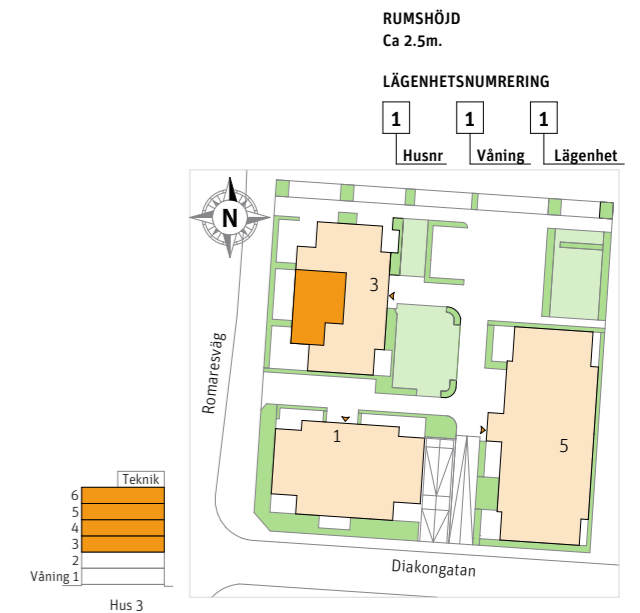 RUMSHÖJD
Ca 2.5m.
LÄGENHETSNUMRERING
1 1 1
Husnr Våning Lägenhet
N
3
Romaresväg
1
5
Diakongatan
Teknik
6
5
4
3
2
Våning 1
Hus 3